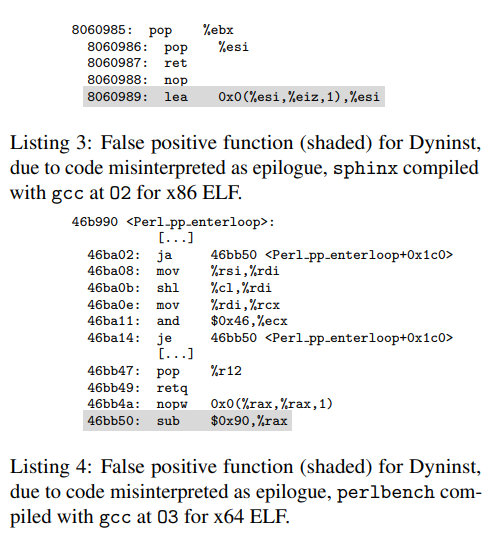 8060985: pop %ebx
8060986: pop %esi
8060987: ret
8060988: nop
8060989: lea 0x0(%esi,%eiz,1),%esi
Listing 3: False positive function (shaded) for Dyninst,
due to code misinterpreted as epilogue, sphinx compiled
with gcc at O2 for x86 ELF.
46b990 <Perl_pp_enterloop>:
[...]
46ba02: ja 46bb50 <Perl_pp_enterloop+0x1c0>
46ba08: mov %rsi,%rdi
46ba0b: shl %cl,%rdi
46ba0e: mov %rdi,%rcx
46ba11: and $0x46,%ecx
46ba14: je 46bb50 <Perl_pp_enterloop+0x1c0>
[...]
46bb47: pop %r12
46bb49: retq
46bb4a: nopw 0x0(%rax,%rax,1)
46bb50: sub $0x90,%rax
Listing 4: False positive function (shaded) for Dyninst,
due to code misinterpreted as epilogue, perlbench com-
piled with gcc at O3 for x64 ELF.